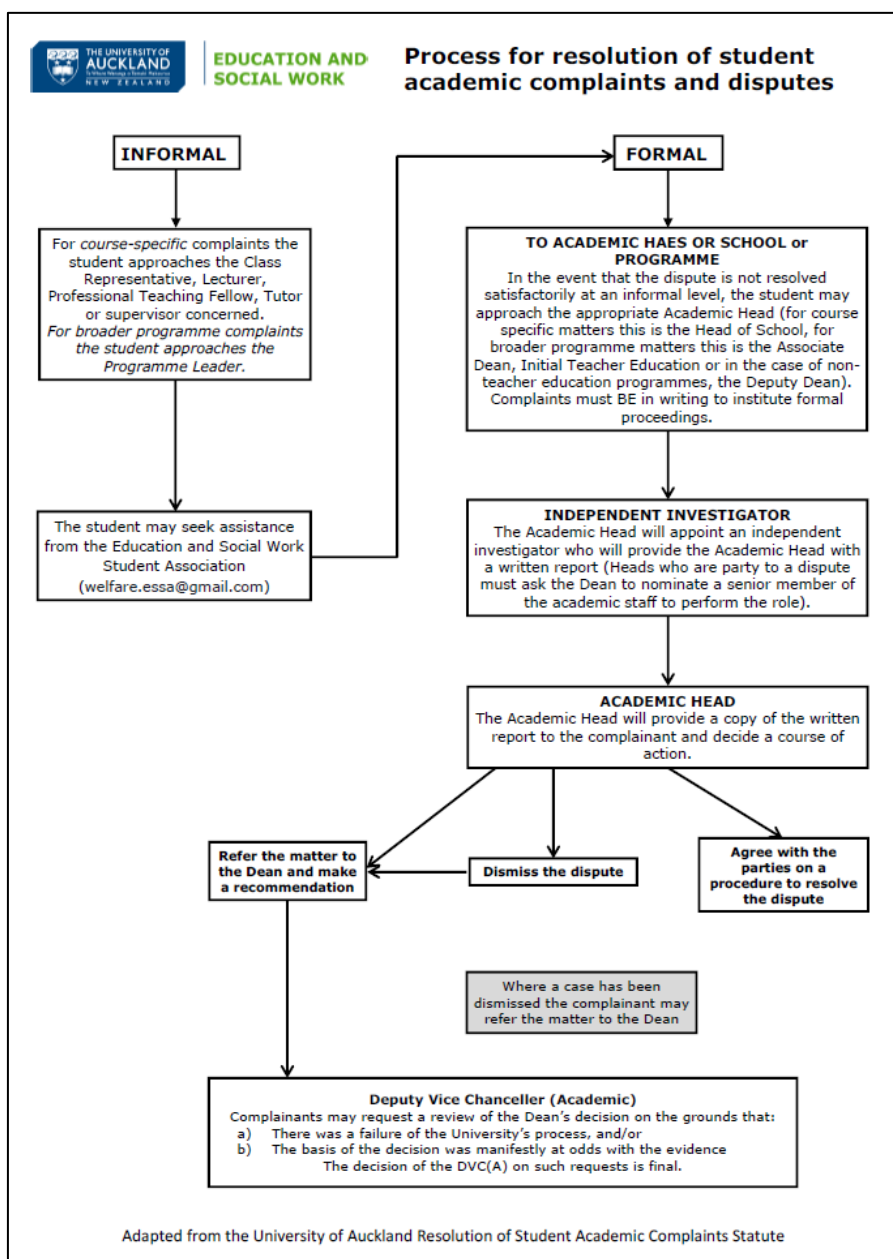 THE UNIVERSITY OF
AUCKLAND
NEW ZEALAND
EDUCATION AND
SOCIAL WORK
Process for resolution of student
academic complaints and disputes
INFORMAL
For course-specific complaints the
student approaches the Class
Representative, Lecturer,
Professional Teaching Fellow, Tutor
or supervisor concerned.
For broader programme complaints
the student approaches the
Programme Leader.
The student may seek assistance
from the Education and Social Work
Student Association
(welfare.essa@gmail.com)
FORMAL
TO ACADEMIC HAES OR SCHOOL or
PROGRAMME
In the event that the dispute is not resolved
satisfactorily at an informal level, the student may
approach the appropriate Academic Head (for course
specific matters this is the Head of School, for
broader programme matters this is the Associate
Dean, Initial Teacher Education or in the case of non-
teacher education programmes, the Deputy Dean).
Complaints must BE in writing to institute formal
proceedings.
INDEPENDENT INVESTIGATOR
The Academic Head will appoint an independent
investigator who will provide the Academic Head with
a written report (Heads who are party to a dispute
must ask the Dean to nominate a senior member of
the academic staff to perform the role).
ACADEMIC HEAD
The Academic Head will provide a copy of the written
report to the complainant and decide a course of
action.
Refer the matter to
the Dean and make
a recommendation
Dismiss the dispute
Agree with the
parties on a
procedure to resolve
the dispute
Where a case has been
dismissed the complainant may
refer the matter to the Dean
Deputy Vice Chanceller (Academic)
Complainants may request a review of the Dean's decision on the grounds that:
a) There was a failure of the University's process, and/or
b) The basis of the decision was manifestly at odds with the evidence
The decision of the DVC(A) on such requests is final.
Adapted from the University of Auckland Resolution of Student Academic Complaints Statute